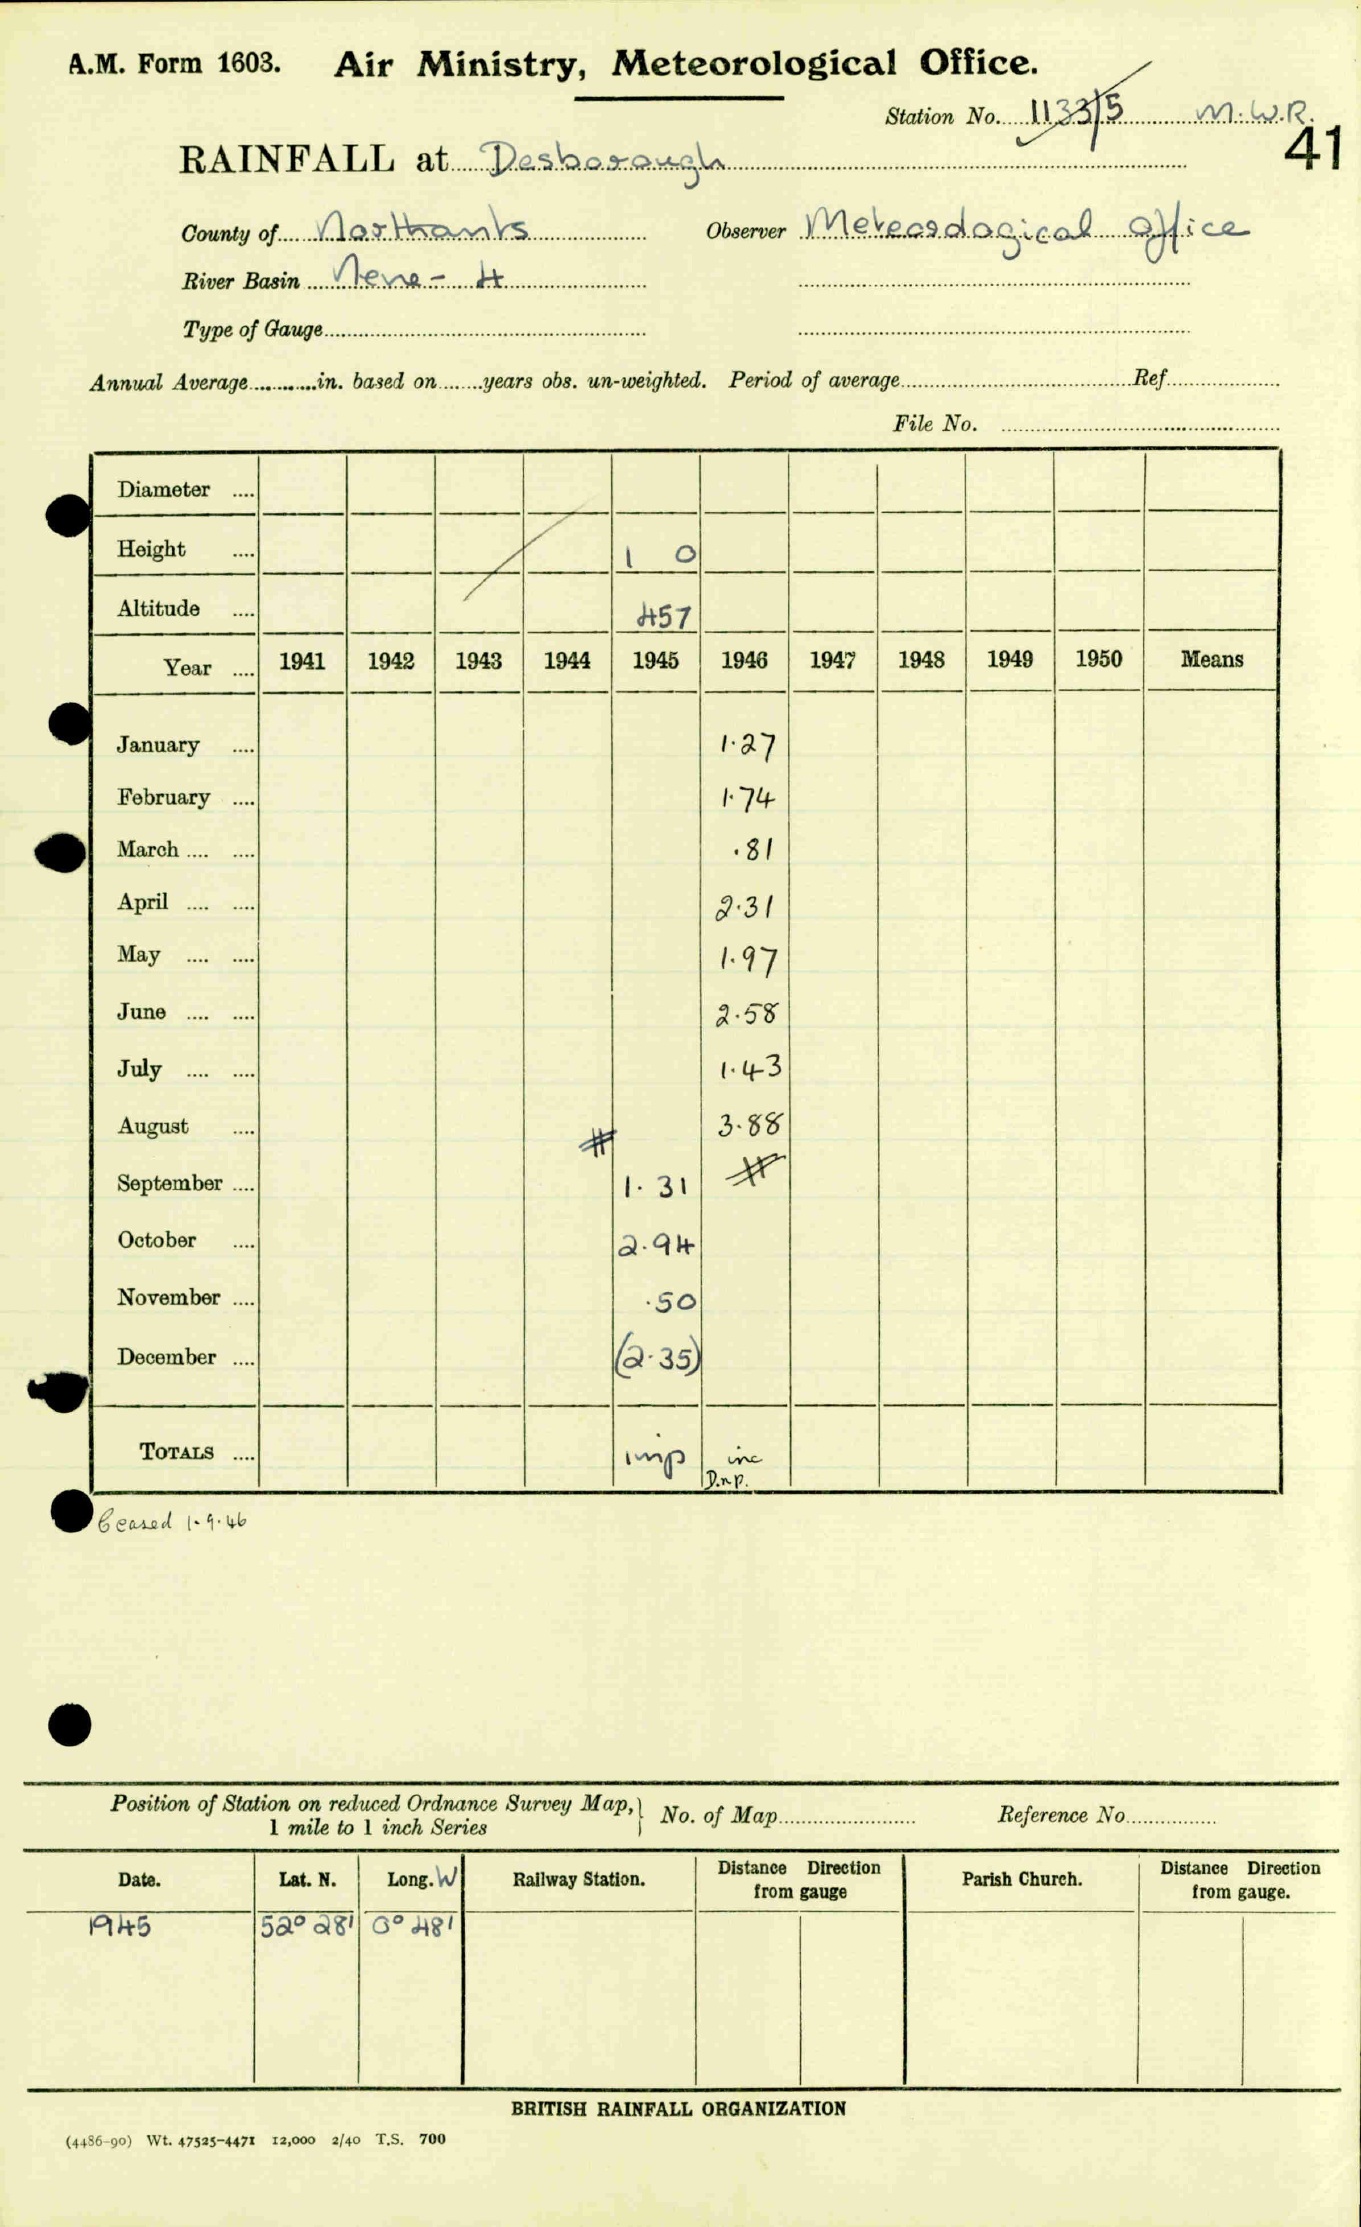 A.M. Form 1603. Air Ministry, Meteorological Office.
Station No. 1133/5 M.W.R.
41
RAINFALL at Desborough
County of Northants Observer Meteorological Office
River Basin Nene - 4
Type of Gauge
Annual Average in. based on years obs. un-weighted. Period of average Ref.
File No.
Diameter ....
Height .... 1 0
Altitude .... 457
Year .... 1941 1942 1943 1944 1945 1946 1947 1948 1949 1950 Means
January .... 1.27
February .... 1.74
March .... .... .81
April .... .... 2.31
May .... .... 1.97
June .... .... 2.58
July .... .... 1.43
August .... 3.88
September .... 1.31
October .... 2.94
November .... .50
December .... (2.35)
TOTALS .... imp inc
D.n.p.
Ceased 1.9.46
Position of Station on reduced Ordnance Survey Map, 1 mile to 1 inch Series} No. of Map Reference No.
Date. Lat. N. Long. W Railway Station. Distance from gauge Direction Parish Church. Distance from gauge. Direction
1945 52° 28' 0° 48'
BRITISH RAINFALL ORGANIZATION
(4486-90) Wt. 47525-4471 12,000 2/40 T.S. 700